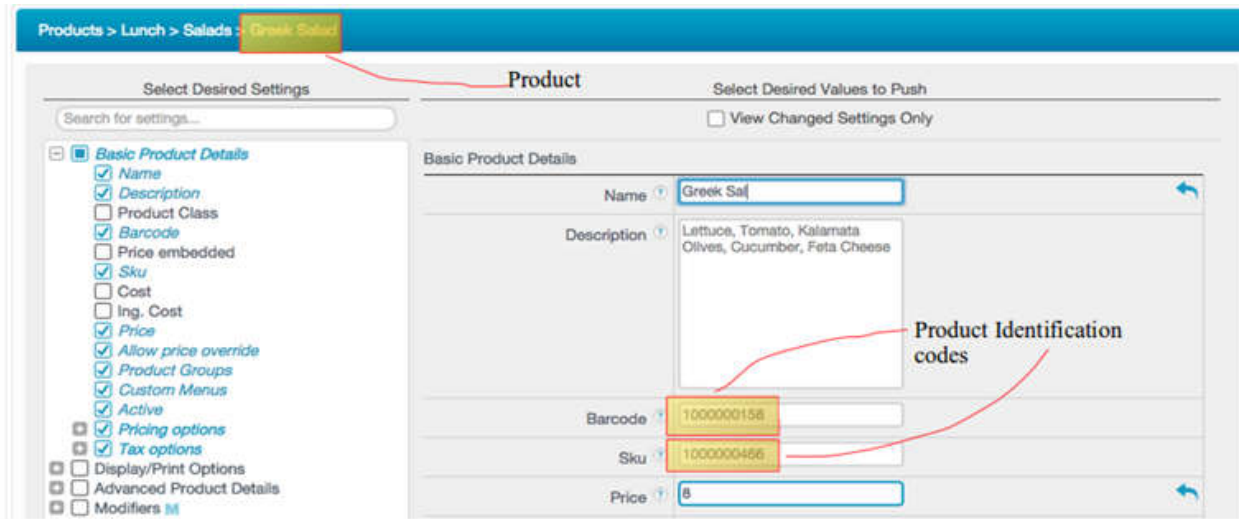 Products > Lunch > Salads > Greek Salad
Product
Select Desired Settings
Select Desired Values to Push
Search for settings...
View Changed Settings Only
Basic Product Details
Name
Description
Product Class
Barcode
Price embedded
Sku
Cost
Ing. Cost
Price
Allow price override
Product Groups
Custom Menus
Active
Pricing options
Tax options
Display/Print Options
Advanced Product Details
Modifiers M
Basic Product Details
Name ? Greek Sal
Description ? Lettuce, Tomato, Kalamata
Olives, Cucumber, Feta Cheese
Product Identification
codes
Barcode ? 1000000158
Sku ? 1000000466
Price ? 8